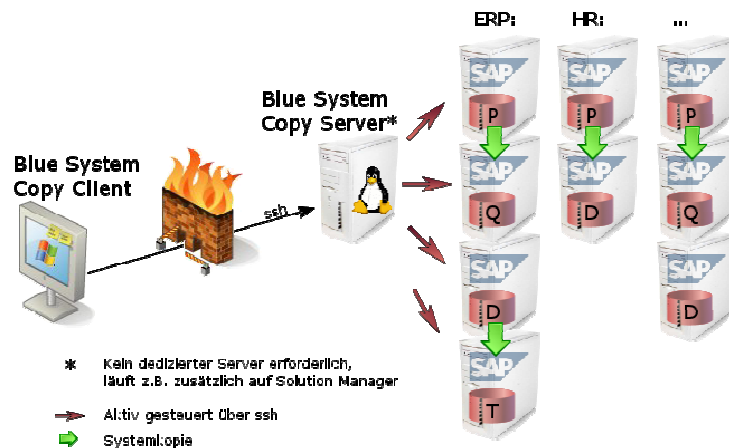 ERP: HR: ...
SAP SAP SAP
P P P
Blue System
Copy Server*
Blue System
Copy Client
ssh
SAP SAP SAP
Q D Q
SAP SAP
D D
SAP
T
* Kein dedizierter Server erforderlich,
läuft z.B. zusätzlich auf Solution Manager
Aktiv gesteuert über ssh
Systemkopie